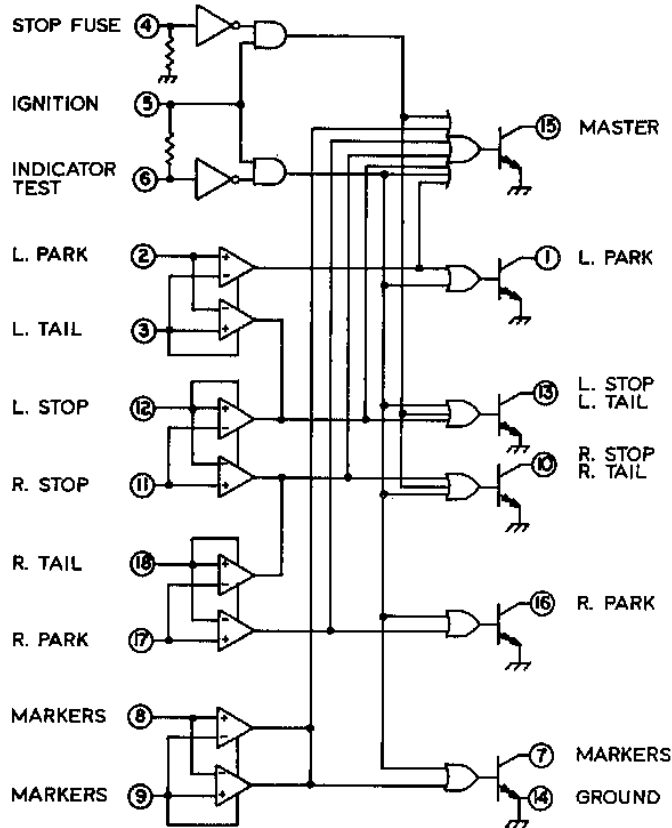 STOP FUSE 4
IGNITION 5
INDICATOR
TEST 6
15 MASTER
L. PARK 2
1 L. PARK
L. TAIL 3
L. STOP 12
13 L. STOP
L. TAIL
R. STOP 11
10 R. STOP
R. TAIL
R. TAIL 18
R. PARK 17
16 R. PARK
MARKERS 8
7 MARKERS
MARKERS 9
14 GROUND
+
−
−
+
+
−
−
+
+
−
−
+
+
−
−
+